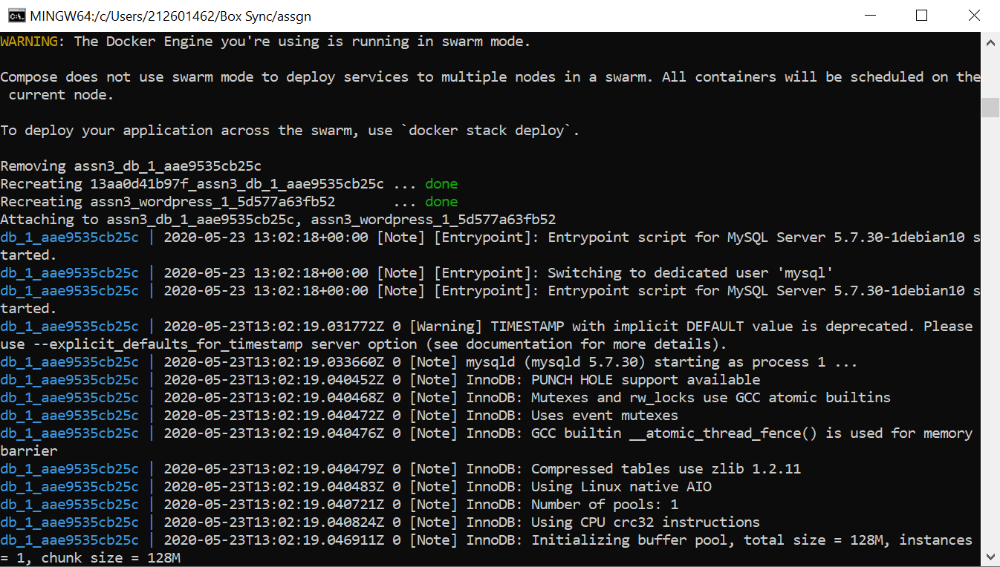 MINGW64:/c/Users/212601462/Box Sync/assgn
WARNING: The Docker Engine you're using is running in swarm mode.
Compose does not use swarm mode to deploy services to multiple nodes in a swarm. All containers will be scheduled on the
 current node.
To deploy your application across the swarm, use `docker stack deploy`.
Removing assn3_db_1_aae9535cb25c
Recreating 13aa0d41b97f_assn3_db_1_aae9535cb25c ... done
Recreating assn3_wordpress_1_5d577a63fb52       ... done
Attaching to assn3_db_1_aae9535cb25c, assn3_wordpress_1_5d577a63fb52
db_1_aae9535cb25c | 2020-05-23 13:02:18+00:00 [Note] [Entrypoint]: Entrypoint script for MySQL Server 5.7.30-1debian10 s
tarted.
db_1_aae9535cb25c | 2020-05-23 13:02:18+00:00 [Note] [Entrypoint]: Switching to dedicated user 'mysql'
db_1_aae9535cb25c | 2020-05-23 13:02:18+00:00 [Note] [Entrypoint]: Entrypoint script for MySQL Server 5.7.30-1debian10 s
tarted.
db_1_aae9535cb25c | 2020-05-23T13:02:19.031772Z 0 [Warning] TIMESTAMP with implicit DEFAULT value is deprecated. Please
use --explicit_defaults_for_timestamp server option (see documentation for more details).
db_1_aae9535cb25c | 2020-05-23T13:02:19.033660Z 0 [Note] mysqld (mysqld 5.7.30) starting as process 1 ...
db_1_aae9535cb25c | 2020-05-23T13:02:19.040452Z 0 [Note] InnoDB: PUNCH HOLE support available
db_1_aae9535cb25c | 2020-05-23T13:02:19.040468Z 0 [Note] InnoDB: Mutexes and rw_locks use GCC atomic builtins
db_1_aae9535cb25c | 2020-05-23T13:02:19.040472Z 0 [Note] InnoDB: Uses event mutexes
db_1_aae9535cb25c | 2020-05-23T13:02:19.040476Z 0 [Note] InnoDB: GCC builtin __atomic_thread_fence() is used for memory
barrier
db_1_aae9535cb25c | 2020-05-23T13:02:19.040479Z 0 [Note] InnoDB: Compressed tables use zlib 1.2.11
db_1_aae9535cb25c | 2020-05-23T13:02:19.040483Z 0 [Note] InnoDB: Using Linux native AIO
db_1_aae9535cb25c | 2020-05-23T13:02:19.040721Z 0 [Note] InnoDB: Number of pools: 1
db_1_aae9535cb25c | 2020-05-23T13:02:19.040824Z 0 [Note] InnoDB: Using CPU crc32 instructions
db_1_aae9535cb25c | 2020-05-23T13:02:19.046911Z 0 [Note] InnoDB: Initializing buffer pool, total size = 128M, instances
= 1, chunk size = 128M